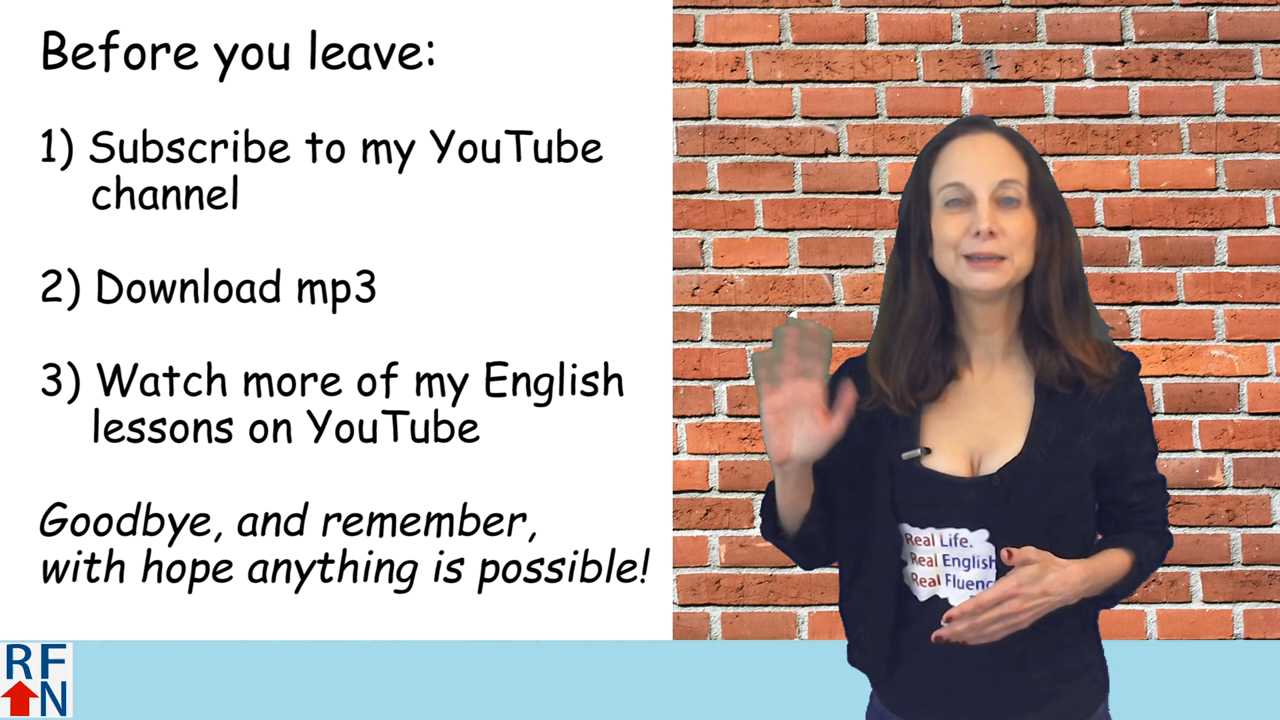 Before you leave:
1) Subscribe to my YouTube
channel
2) Download mp3
3) Watch more of my English
lessons on YouTube
Goodbye, and remember,
with hope anything is possible!
Real Life.
Real English
Real Fluenc
RF
N